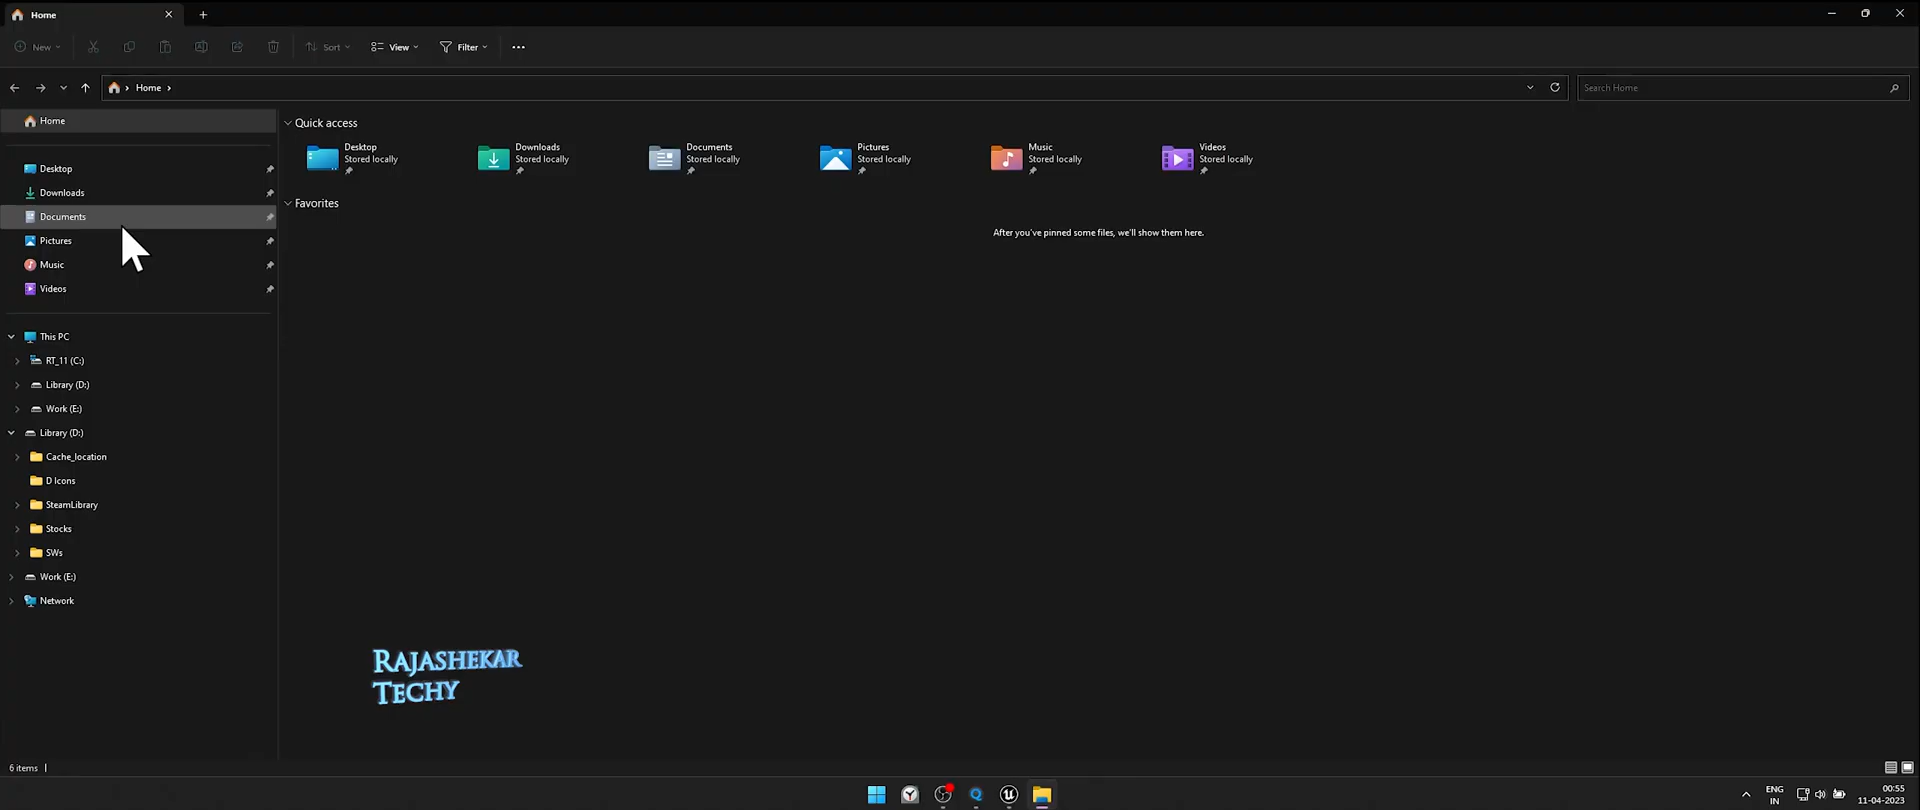 Home
New
Sort
View
Filter
Home
Search Home
Home
Desktop
Downloads
Documents
Pictures
Music
Videos
This PC
RT_11 (C:)
Library (D:)
Work (E:)
Library (D:)
Cache_location
D Icons
SteamLibrary
Stocks
SWs
Work (E:)
Network
Quick access
Desktop
Stored locally
Downloads
Stored locally
Documents
Stored locally
Pictures
Stored locally
Music
Stored locally
Videos
Stored locally
Favorites
After you've pinned some files, we'll show them here.
RAJASHEKAR
TECHY
6 items
ENG
IN
00:55
11-04-2023